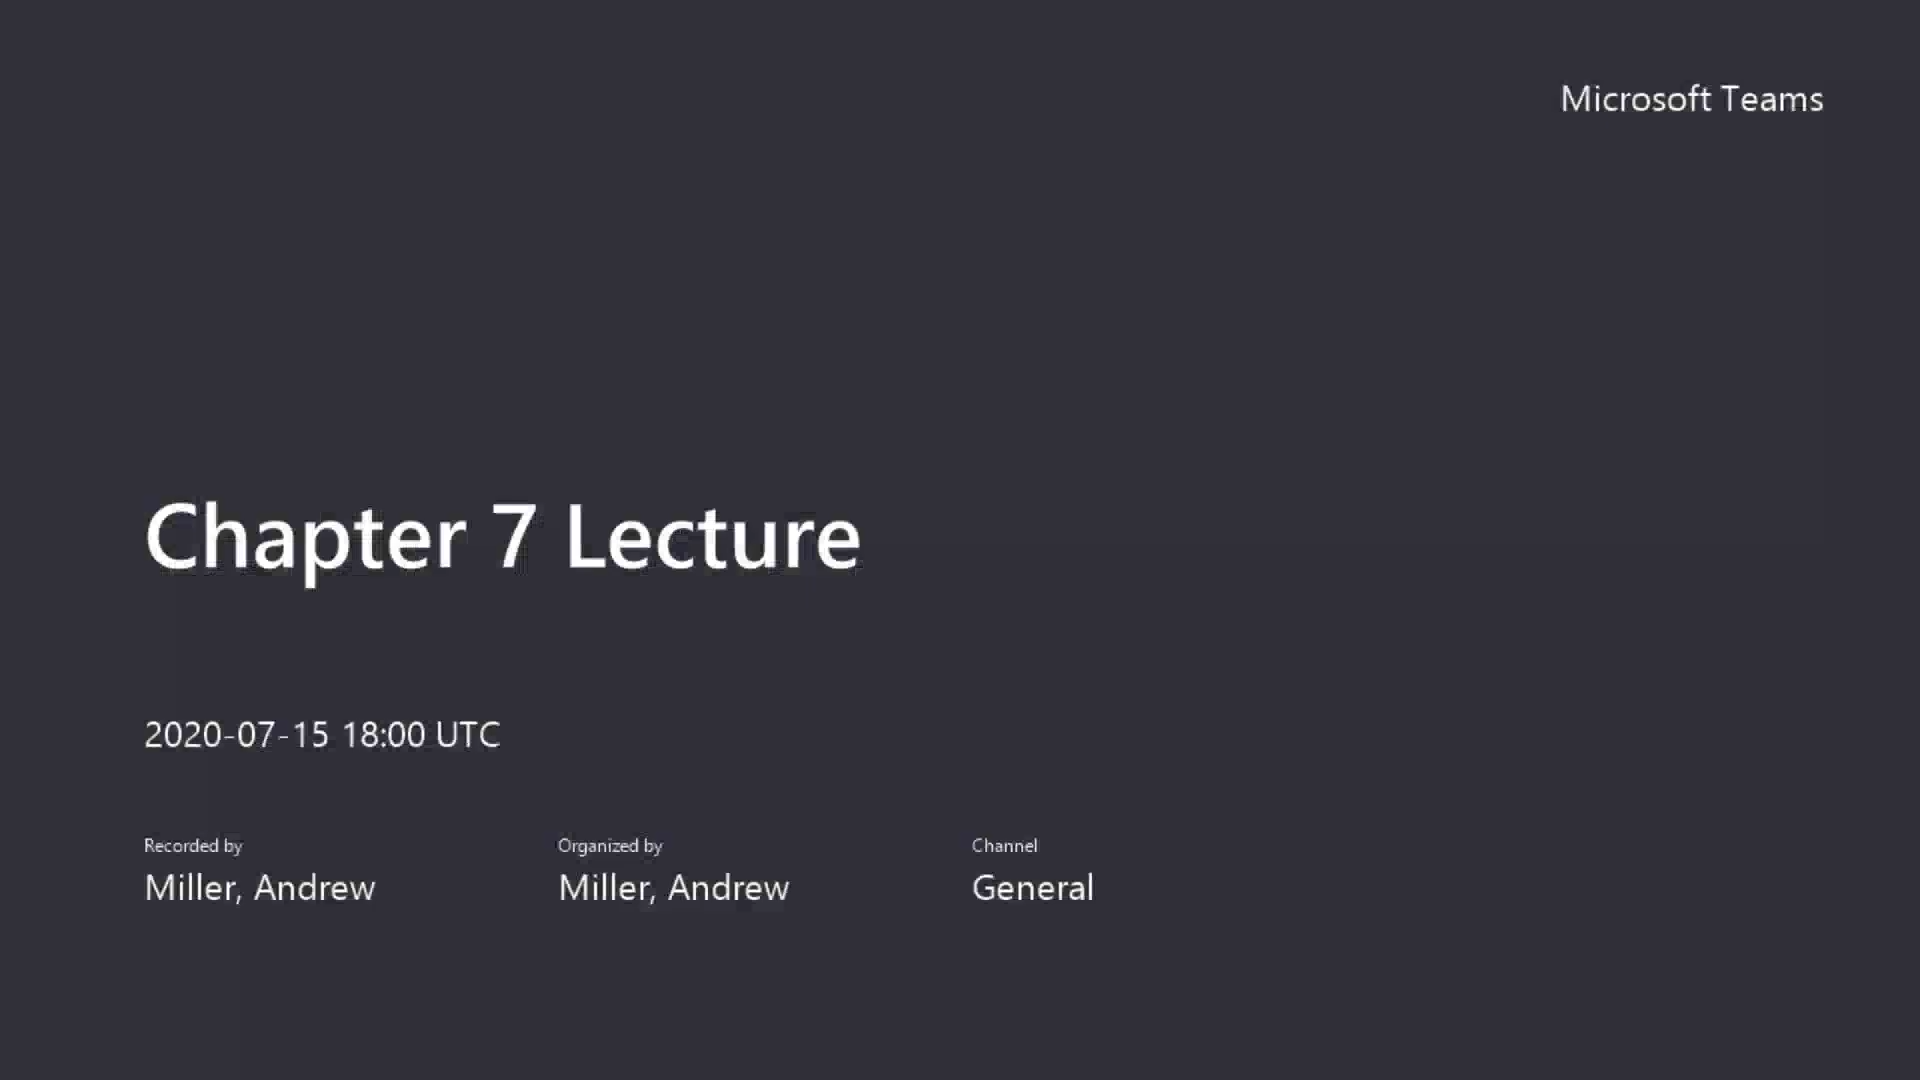 Microsoft Teams
Chapter 7 Lecture
2020-07-15 18:00 UTC
Recorded by
Miller, Andrew
Organized by
Miller, Andrew
Channel
General